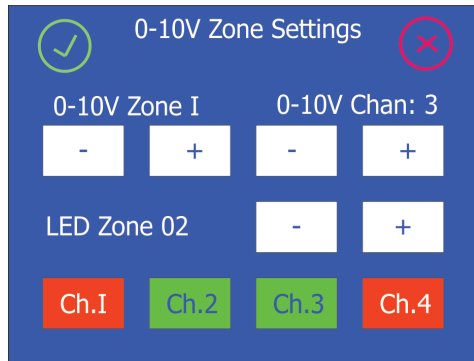 0-10V Zone Settings
0-10V Zone I 0-10V Chan: 3
- + - +
LED Zone 02 - +
Ch.I Ch.2 Ch.3 Ch.4